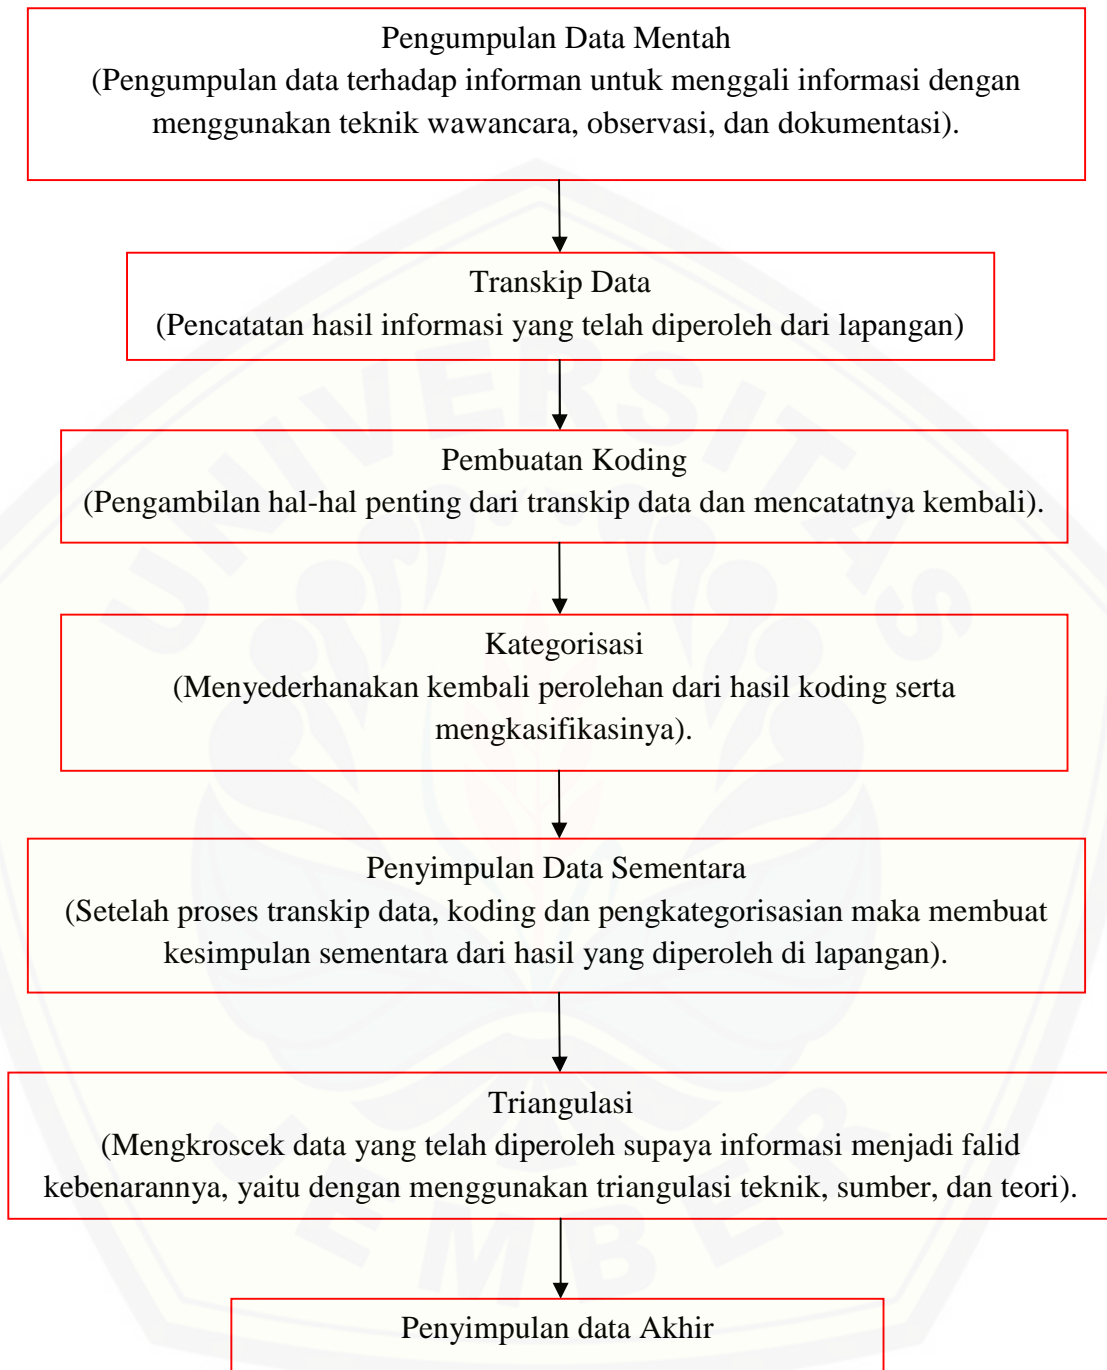 Pengumpulan Data Mentah
(Pengumpulan data terhadap informan untuk menggali informasi dengan
menggunakan teknik wawancara, observasi, dan dokumentasi).
Transkip Data
(Pencatatan hasil informasi yang telah diperoleh dari lapangan)
Pembuatan Koding
(Pengambilan hal-hal penting dari transkip data dan mencatatnya kembali).
Kategorisasi
(Menyederhanakan kembali perolehan dari hasil koding serta
mengkasifikasinya).
Penyimpulan Data Sementara
(Setelah proses transkip data, koding dan pengkategorisasian maka membuat
kesimpulan sementara dari hasil yang diperoleh di lapangan).
Triangulasi
(Mengkroscek data yang telah diperoleh supaya informasi menjadi falid
kebenarannya, yaitu dengan menggunakan triangulasi teknik, sumber, dan teori).
Penyimpulan data Akhir
UNIVERSITAS
JEMBER